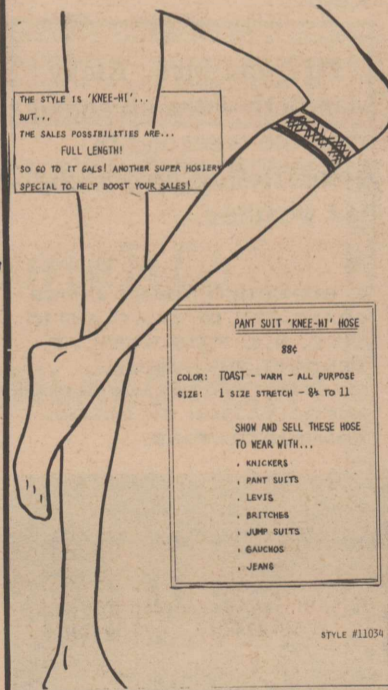 THE STYLE IS 'KNEE-HI'...
BUT...
THE SALES POSSIBILITIES ARE...
FULL LENGTH!
SO GO TO IT GALS! ANOTHER SUPER HOSIERY
SPECIAL TO HELP BOOST YOUR SALES!
PANT SUIT 'KNEE-HI' HOSE
88¢
COLOR: TOAST - WARM - ALL PURPOSE
SIZE: 1 SIZE STRETCH - 8½ TO 11
SHOW AND SELL THESE HOSE
TO WEAR WITH...
. KNICKERS
. PANT SUITS
. LEVIS
. BRITCHES
. JUMP SUITS
. GAUCHOS
. JEANS
STYLE #11034